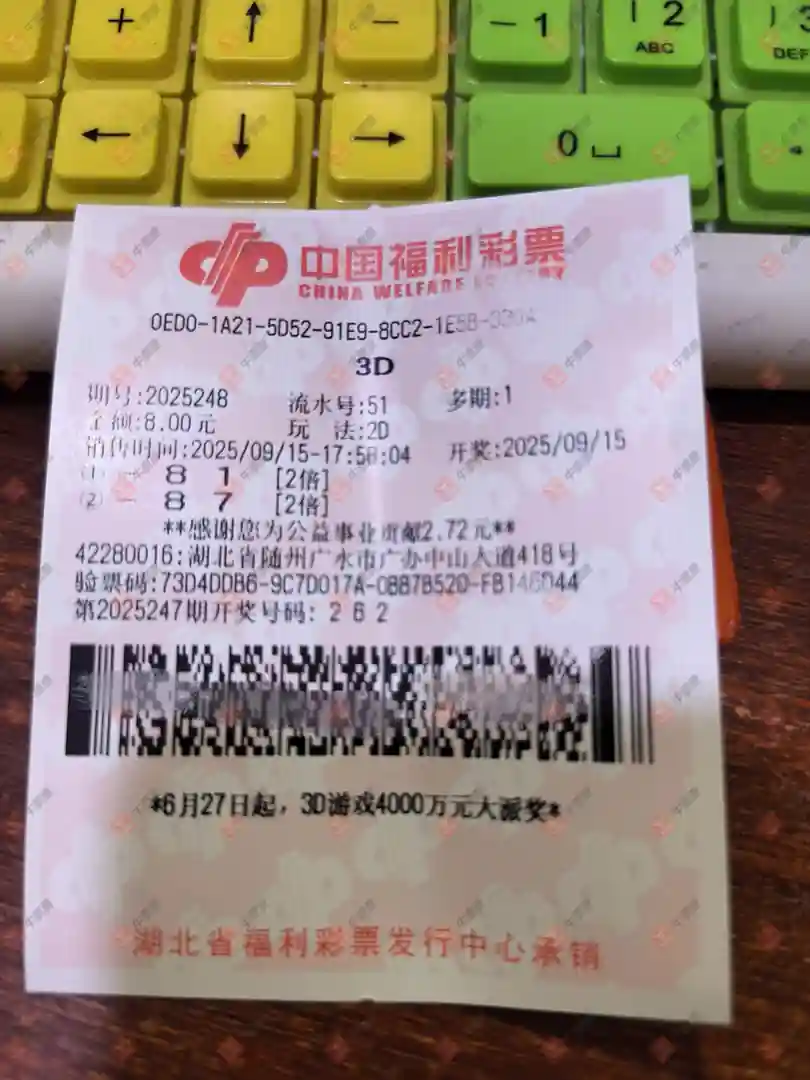 + ↑ － － 1 2
ABC DEF
← ↓ → 0
中国福利彩票
CHINA WELFARE
0ED0-1A21-5D52-91E9-8CC2-1E5B-
3D
期号:2025248 流水号:51 多期:1
金额:8.00元 玩 法:2D
销售时间:2025/09/15-17:58:04 开奖:2025/09/15
(1) － 8 1 [2倍]
(2) － 8 7 [2倍]
**感谢您为公益事业贡献2.72元**
42280016:湖北省随州广水市广办中山大道418号
验票码:73D4DDB6-9C7D017A-0B878520-FB146D44
第2025247期开奖号码: 2 6 2
*6月27日起，3D游戏4000万元大派奖*
湖北省福利彩票发行中心承销